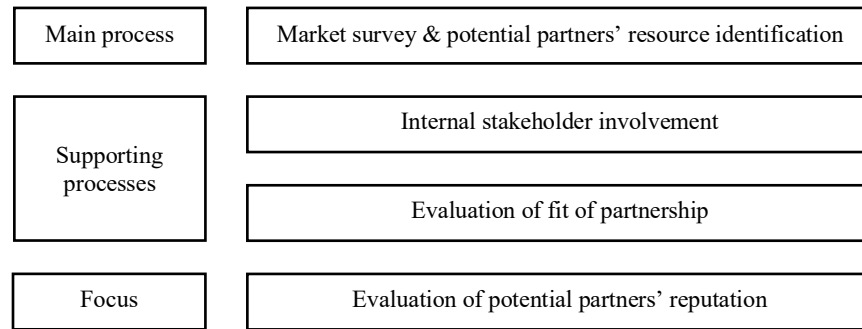 Main process
Market survey & potential partners’ resource identification
Supporting
processes
Internal stakeholder involvement
Evaluation of fit of partnership
Focus
Evaluation of potential partners’ reputation